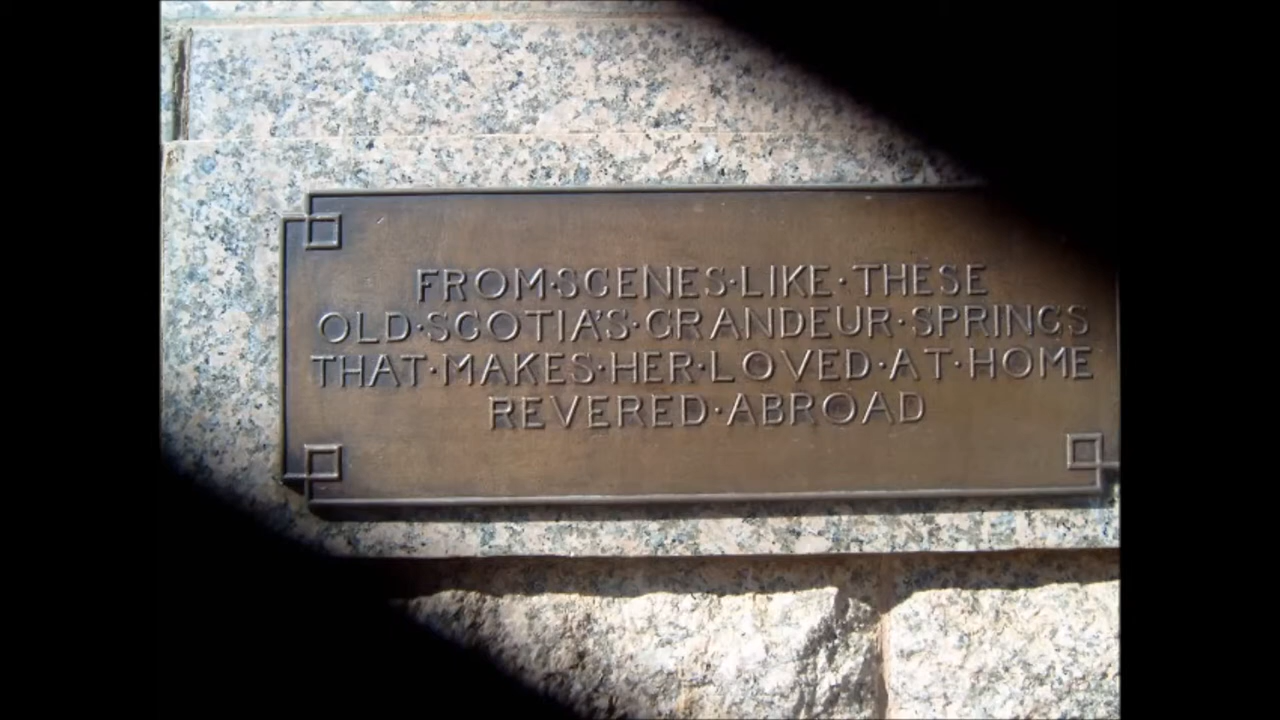 FROM·SCENES·LIKE·THESE
OLD·SCOTIA'S·GRANDEUR·SPRINGS
THAT·MAKES·HER·LOVED·AT·HOME
REVERED·ABROAD